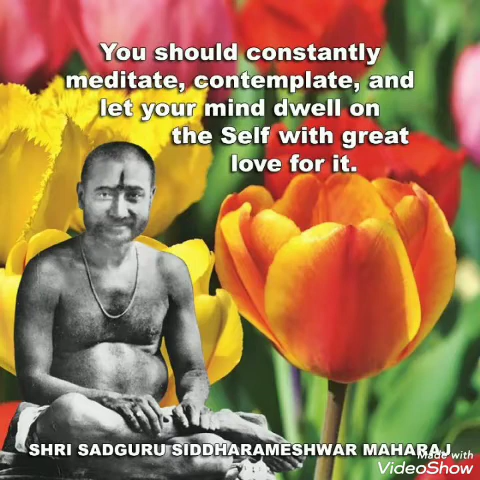 You should constantly
meditate, contemplate, and
let your mind dwell on
the Self with great
love for it.
SHRI SADGURU SIDDHARAMESHWAR MAHARAJ
Made with
VideoShow